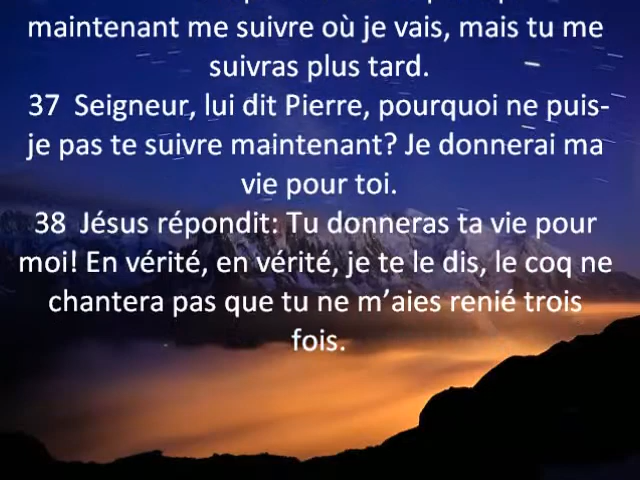 maintenant me suivre où je vais, mais tu me
suivras plus tard.
37 Seigneur, lui dit Pierre, pourquoi ne puis-
je pas te suivre maintenant? Je donnerai ma
vie pour toi.
38 Jésus répondit: Tu donneras ta vie pour
moi! En vérité, en vérité, je te le dis, le coq ne
chantera pas que tu ne m’aies renié trois
fois.